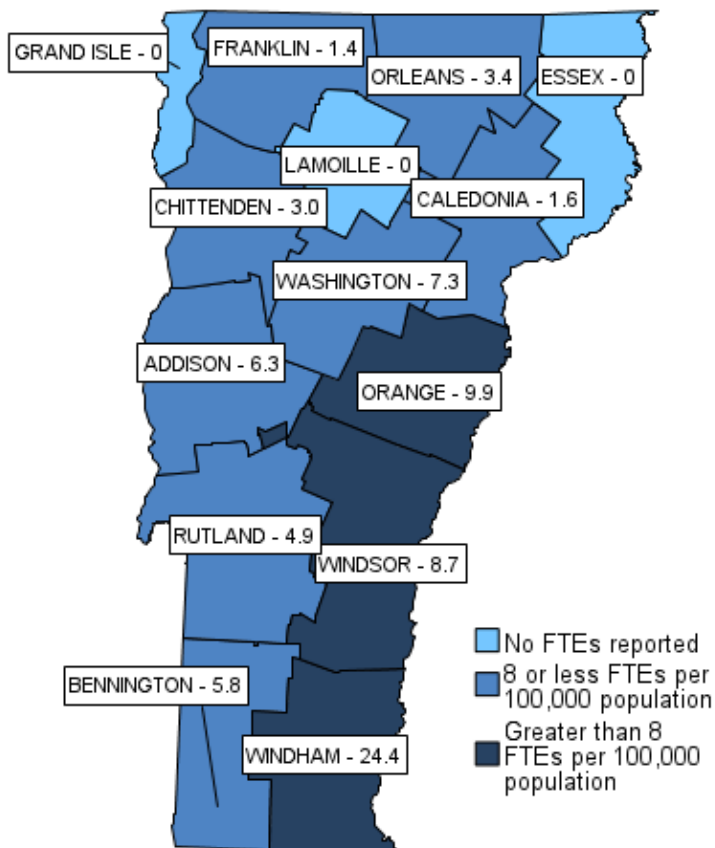 GRAND ISLE - 0
FRANKLIN - 1.4
ORLEANS - 3.4
ESSEX - 0
LAMOILLE - 0
CHITTENDEN - 3.0
CALEDONIA - 1.6
WASHINGTON - 7.3
ADDISON - 6.3
ORANGE - 9.9
RUTLAND - 4.9
WINDSOR - 8.7
BENNINGTON - 5.8
WINDHAM - 24.4
No FTEs reported
8 or less FTEs per
100,000 population
Greater than 8
FTEs per 100,000
population